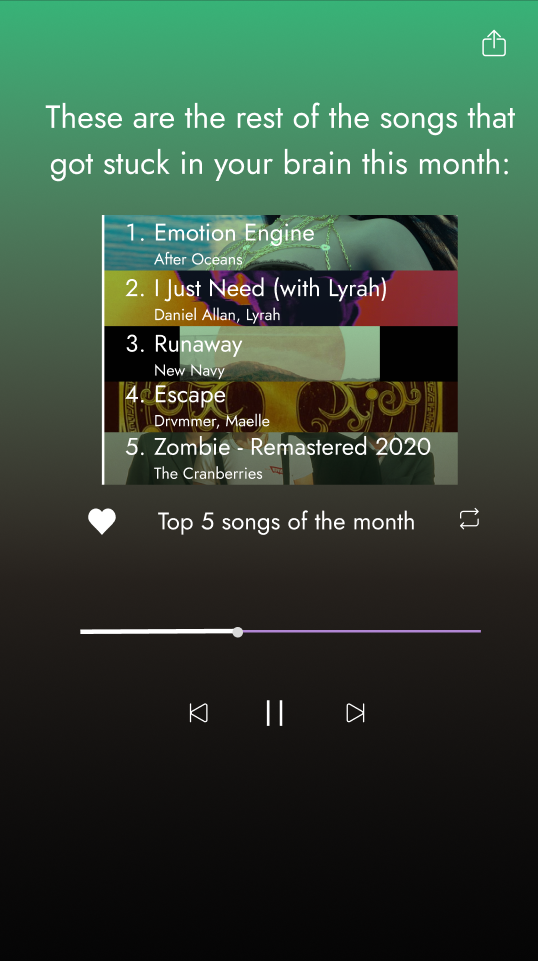 These are the rest of the songs that
got stuck in your brain this month:
1. Emotion Engine
After Oceans
2. I Just Need (with Lyrah)
Daniel Allan, Lyrah
3. Runaway
New Navy
4. Escape
Drvmmer, Maelle
5. Zombie - Remastered 2020
The Cranberries
Top 5 songs of the month